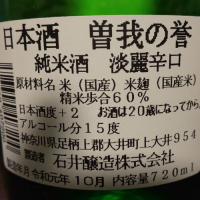 日本酒 曽我の誉
純米酒 淡麗辛口
原材料名 米(国産)米麹(国産米)
精米歩合60%
日本酒度+2 お酒は20歳になってから。
アルコール分15度
神奈川県足柄上郡大井町上大井954
製造者 石井醸造株式会社
製造年月 令和元年10月 内容量720ml